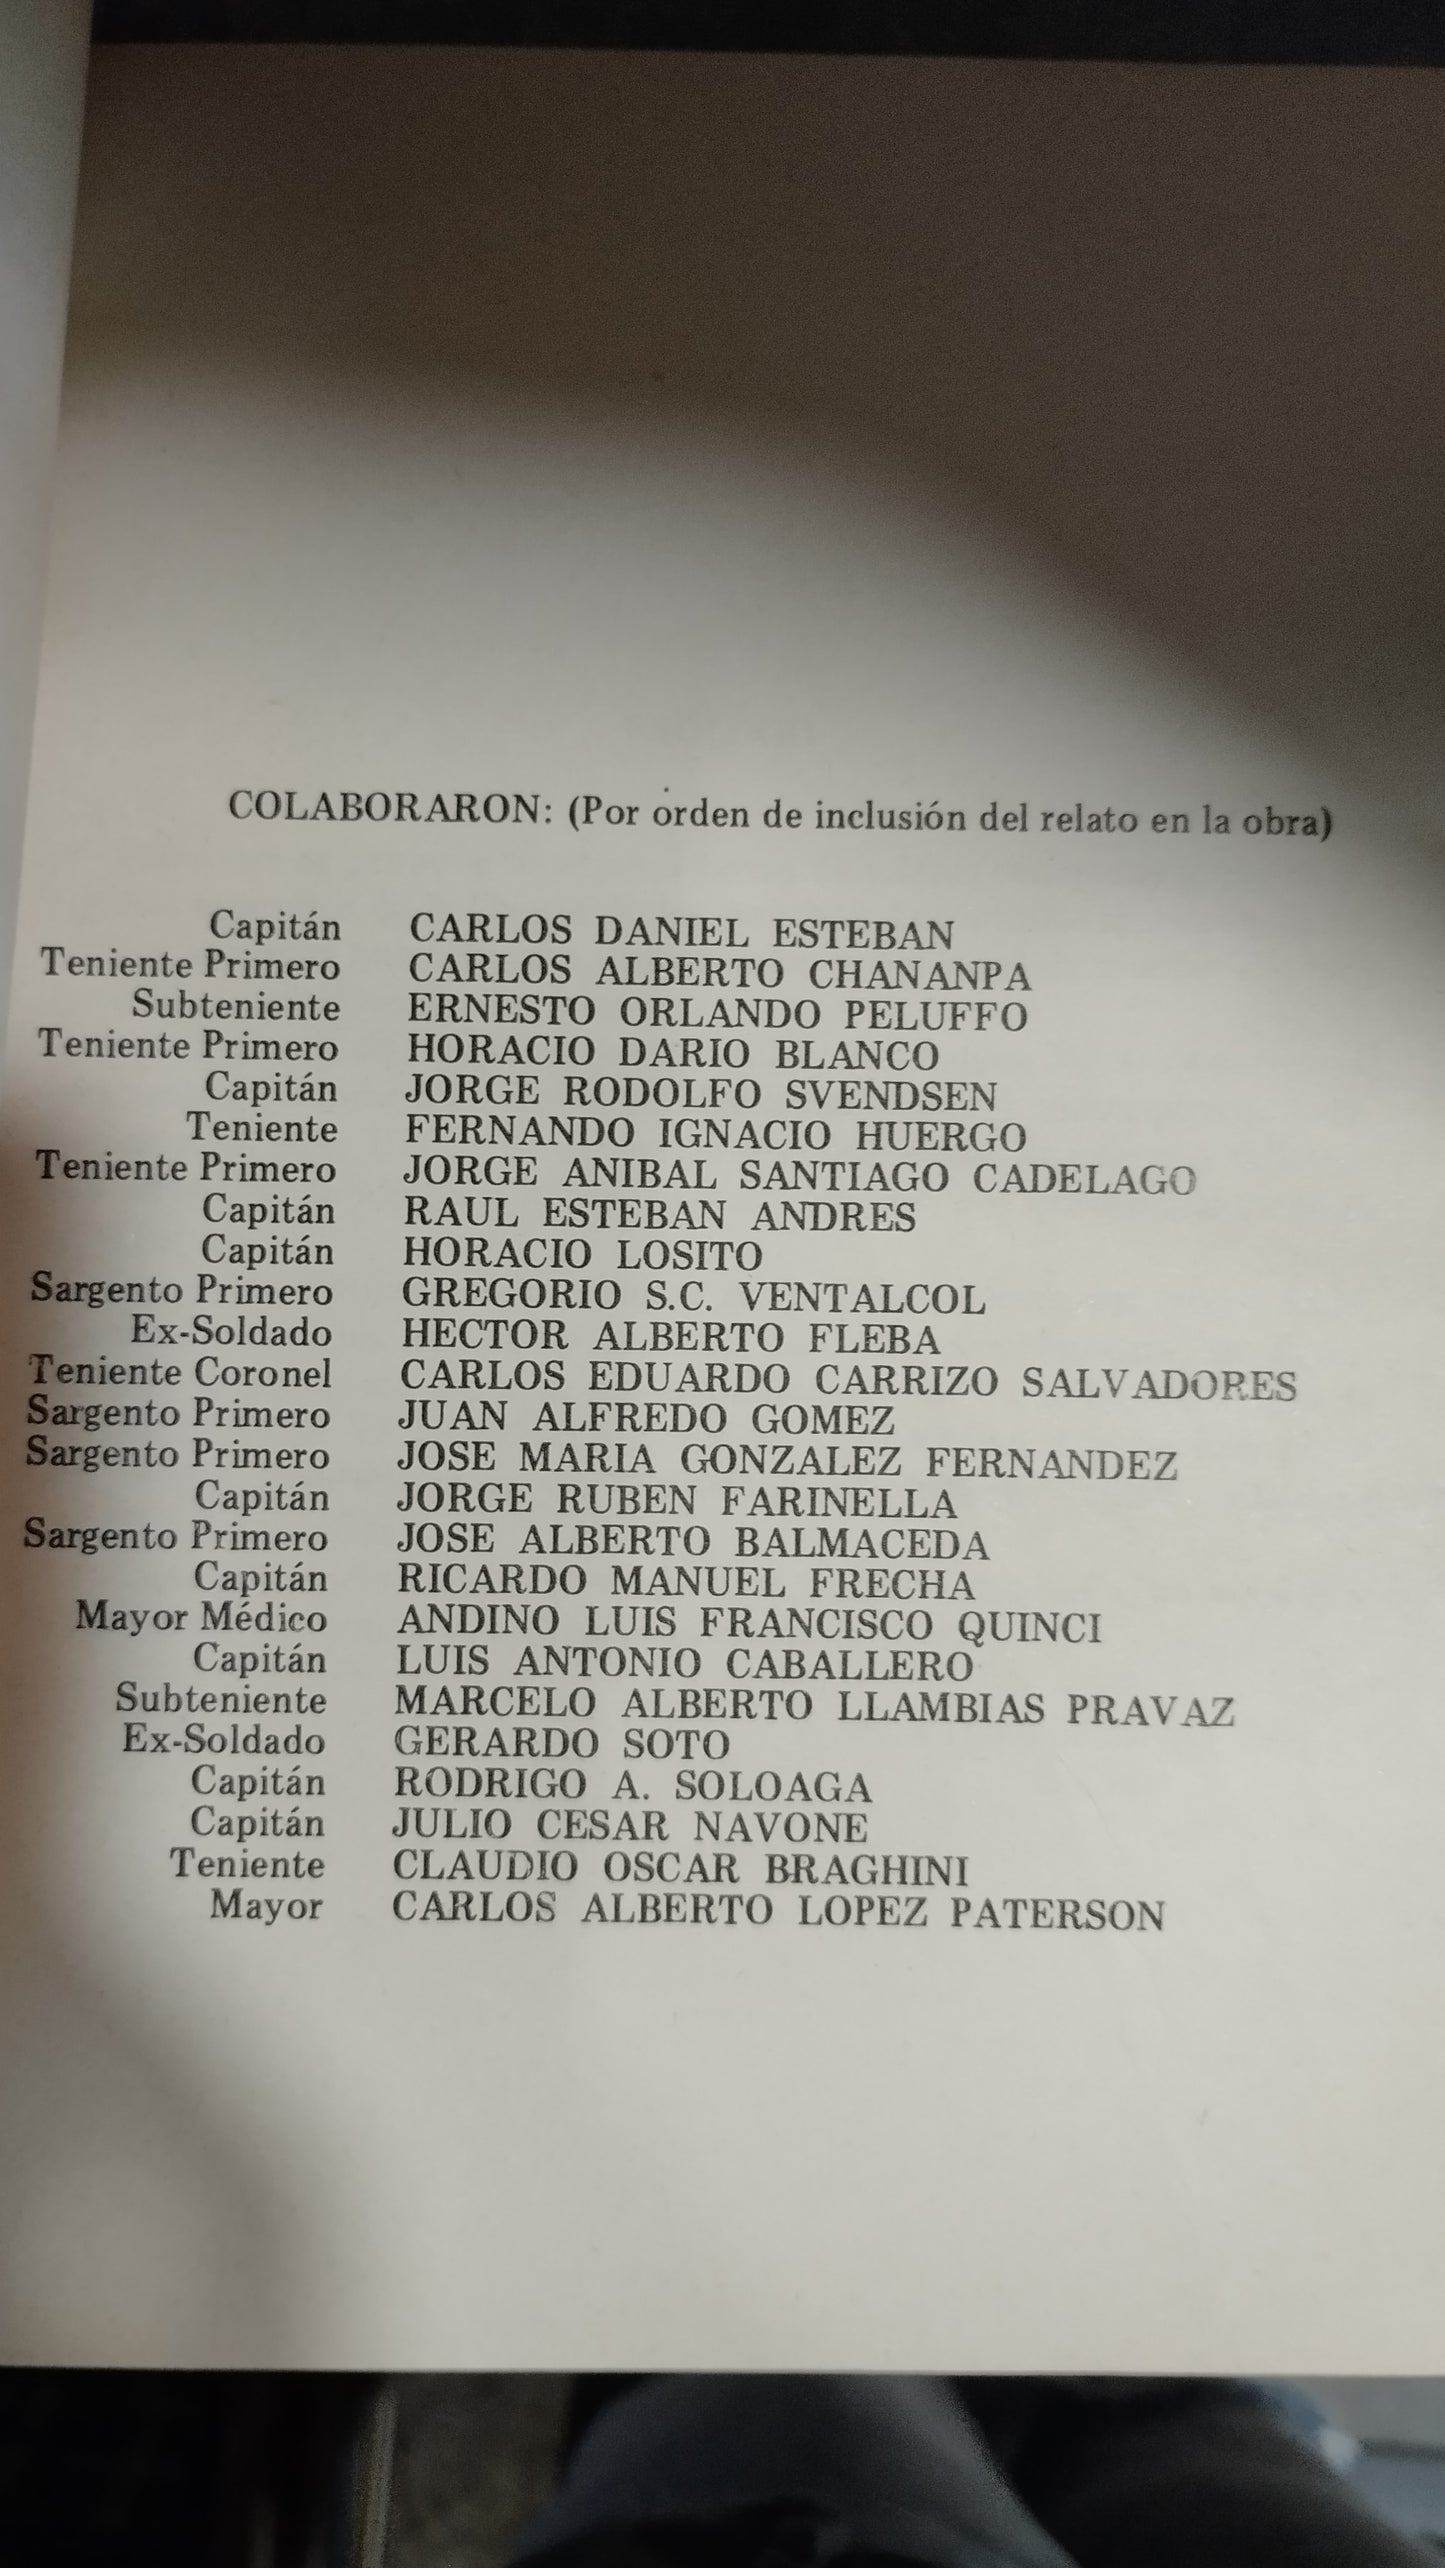 COLABORARON: (Por orden de inclusión del relato en la obra)
Capitán CARLOS DANIEL ESTEBAN
Teniente Primero CARLOS ALBERTO CHANANPA
Subteniente ERNESTO ORLANDO PELUFFO
Teniente Primero HORACIO DARIO BLANCO
Capitán JORGE RODOLFO SVENDSEN
Teniente FERNANDO IGNACIO HUERGO
Teniente Primero JORGE ANIBAL SANTIAGO CADELAGO
Capitán RAUL ESTEBAN ANDRES
Capitán HORACIO LOSITO
Sargento Primero GREGORIO S.C. VENTALCOL
Ex-Soldado HECTOR ALBERTO FLEBA
Teniente Coronel CARLOS EDUARDO CARRIZO SALVADORES
Sargento Primero JUAN ALFREDO GOMEZ
Sargento Primero JOSE MARIA GONZALEZ FERNANDEZ
Capitán JORGE RUBEN FARINELLA
Sargento Primero JOSE ALBERTO BALMACEDA
Capitán RICARDO MANUEL FRECHA
Mayor Médico ANDINO LUIS FRANCISCO QUINCI
Capitán LUIS ANTONIO CABALLERO
Subteniente MARCELO ALBERTO LLAMBIAS PRAVAZ
Ex-Soldado GERARDO SOTO
Capitán RODRIGO A. SOLOAGA
Capitán JULIO CESAR NAVONE
Teniente CLAUDIO OSCAR BRAGHINI
Mayor CARLOS ALBERTO LOPEZ PATERSON